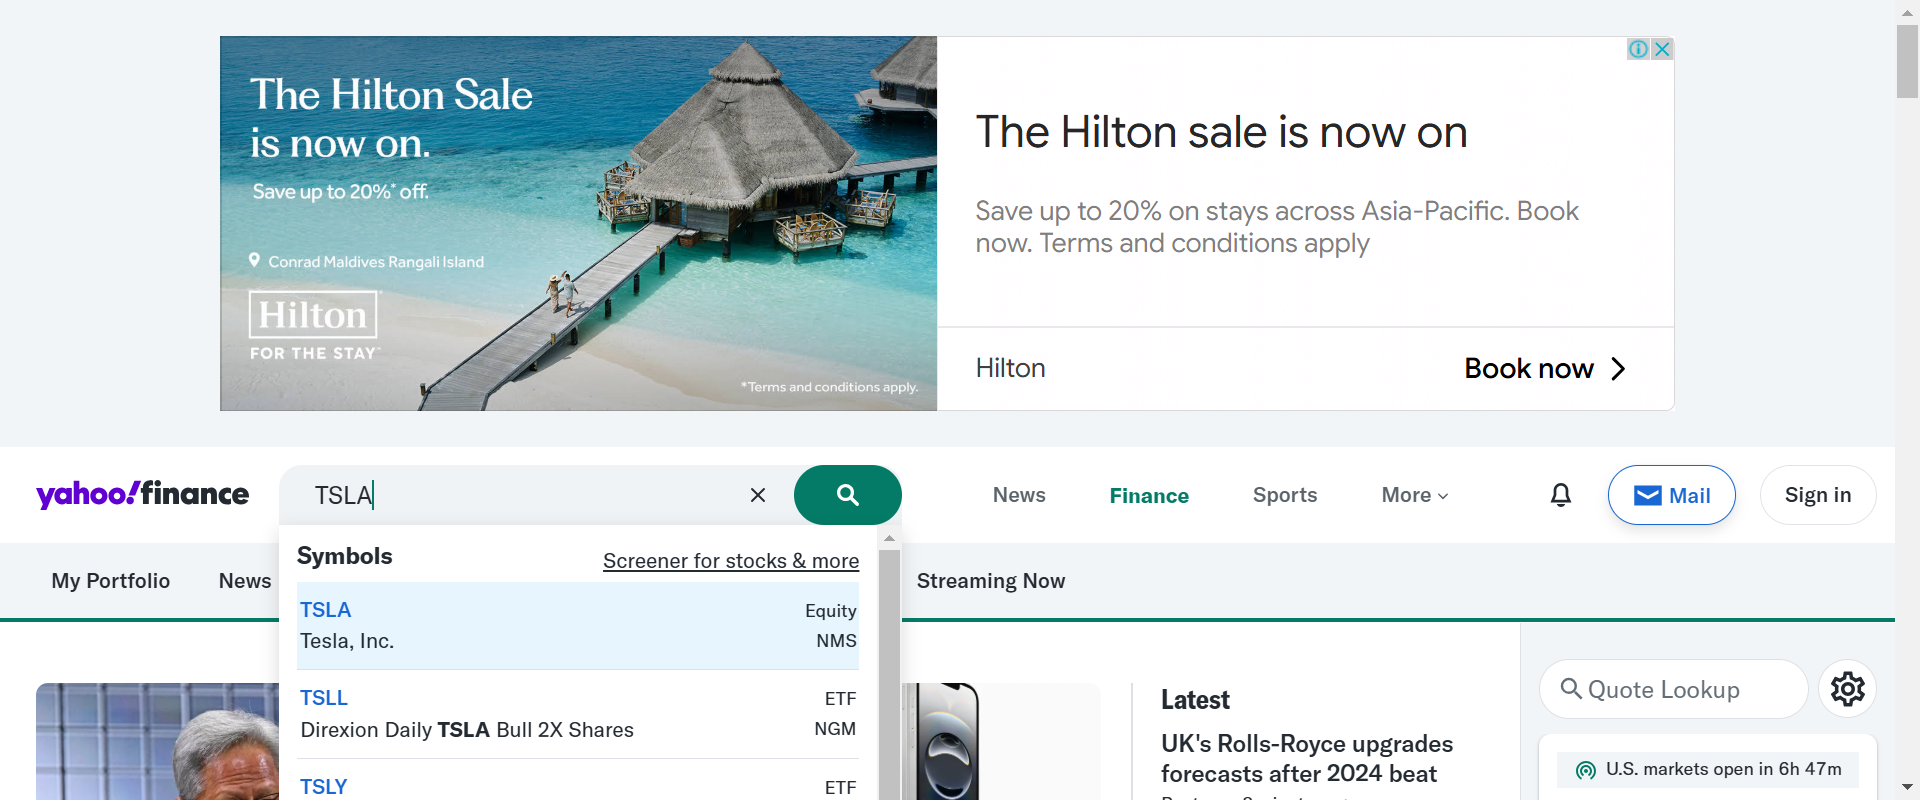 The Hilton Sale
is now on.
Save up to 20%* off.
Conrad Maldives Rangali Island
Hilton
FOR THE STAY™
*Terms and conditions apply.
The Hilton sale is now on
Save up to 20% on stays across Asia-Pacific. Book
now. Terms and conditions apply
Hilton
Book now
yahoo!finance
TSLA
News
Finance
Sports
More
Mail
Sign in
My Portfolio
News
Streaming Now
Symbols
Screener for stocks & more
TSLA
Equity
Tesla, Inc.
NMS
TSLL
ETF
Direxion Daily TSLA Bull 2X Shares
NGM
TSLY
ETF
Latest
UK's Rolls-Royce upgrades
forecasts after 2024 beat
Quote Lookup
U.S. markets open in 6h 47m